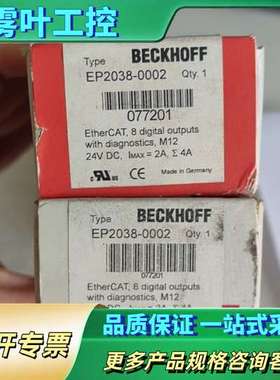 雾叶工控
Type BECKHOFF
EP2038-0002 Qty. 1
077201
EtherCAT, 8 digital outputs
with diagnostics, M12
24V DC, IMAX = 2A, Σ 4A
Made in Germany
Type BECKHOFF
EP2038-0002 Qty. 1
077201
EtherCAT, 8 digital outputs
with diagnostics, M12
开专票
品质保证 一站式采
更多产品规格咨询客